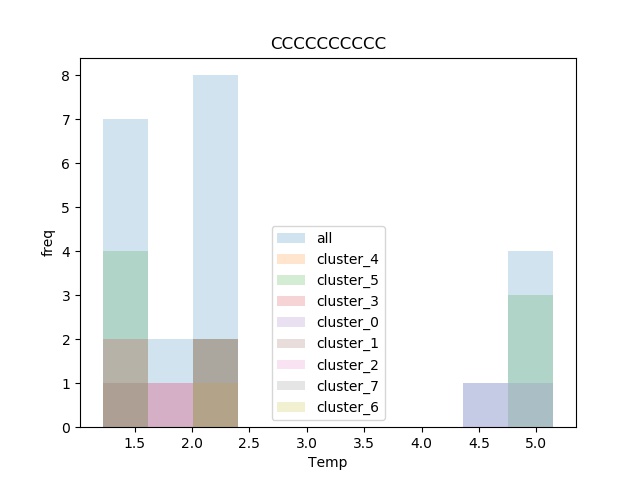 CCCCCCCCCC
8
7
6
5
4
3
2
1
0
freq
all
cluster_4
cluster_5
cluster_3
cluster_0
cluster_1
cluster_2
cluster_7
cluster_6
1.5 2.0 2.5 3.0 3.5 4.0 4.5 5.0
Temp